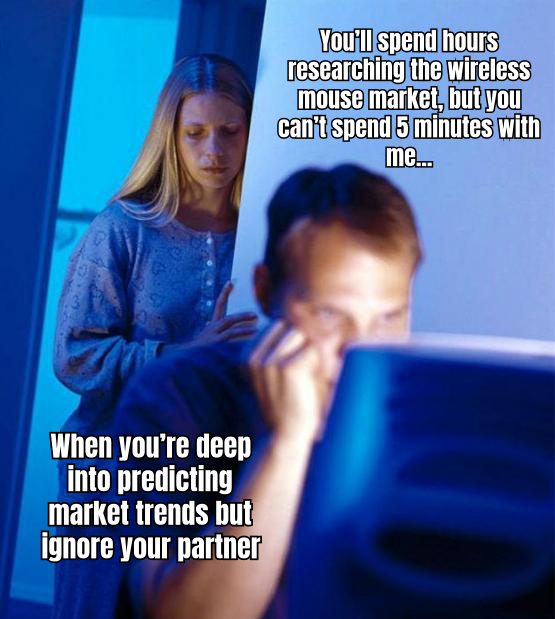 You'll spend hours
researching the wireless
mouse market, but you
can't spend 5 minutes with
me...
When you're deep
into predicting
market trends but
ignore your partner